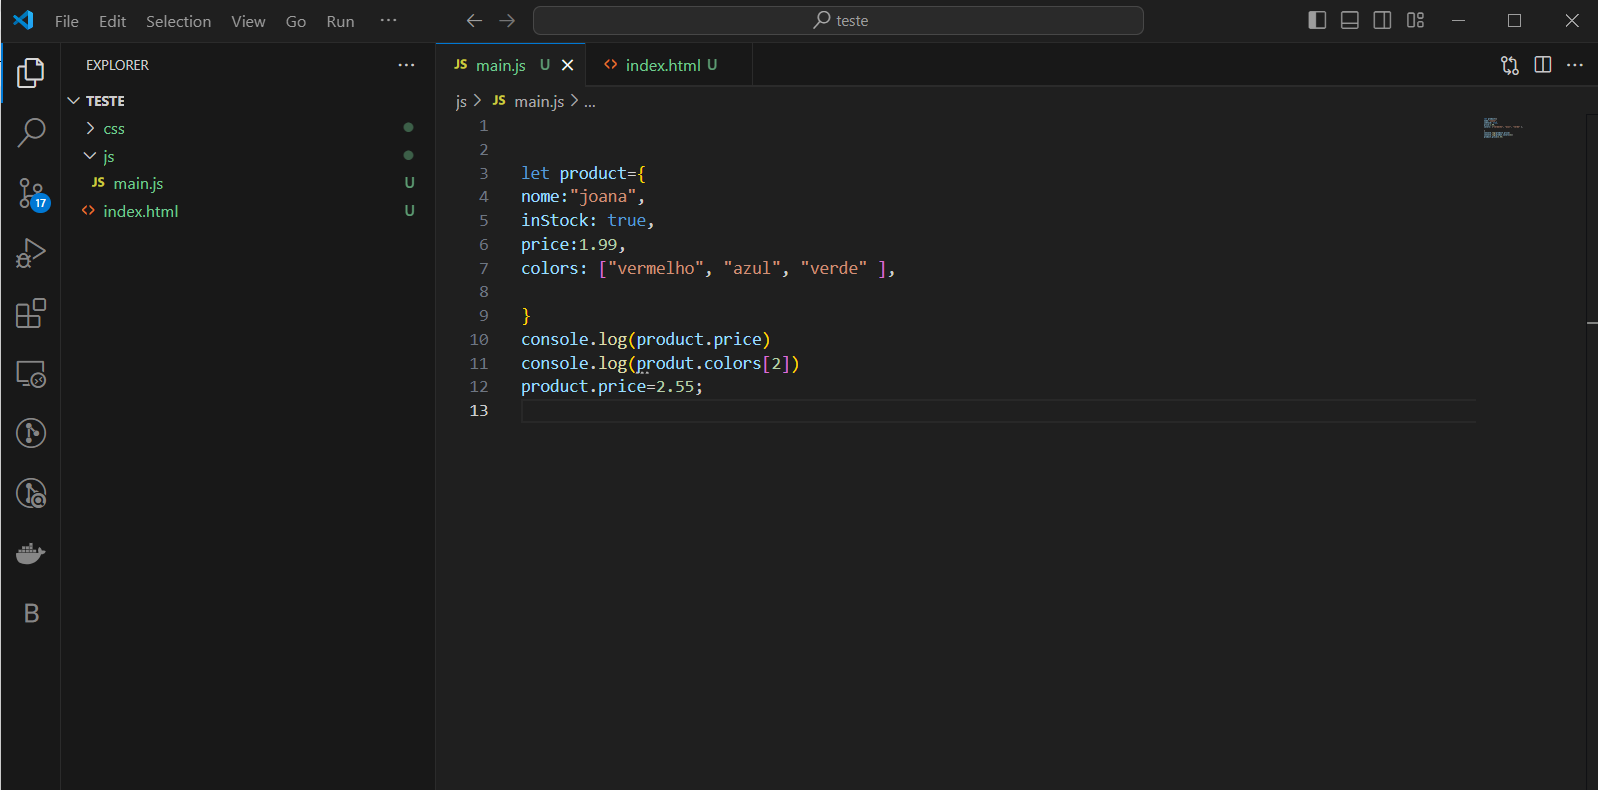 File Edit Selection View Go Run ···
teste
EXPLORER ···
TESTE
css
js
JS main.js U
<> index.html U
17
B
JS main.js U
<> index.html U
js > JS main.js > ...
1
2
3 let product={
4 nome:"joana",
5 inStock: true,
6 price:1.99,
7 colors: ["vermelho", "azul", "verde" ],
8
9 }
10 console.log(product.price)
11 console.log(produt.colors[2])
12 product.price=2.55;
13